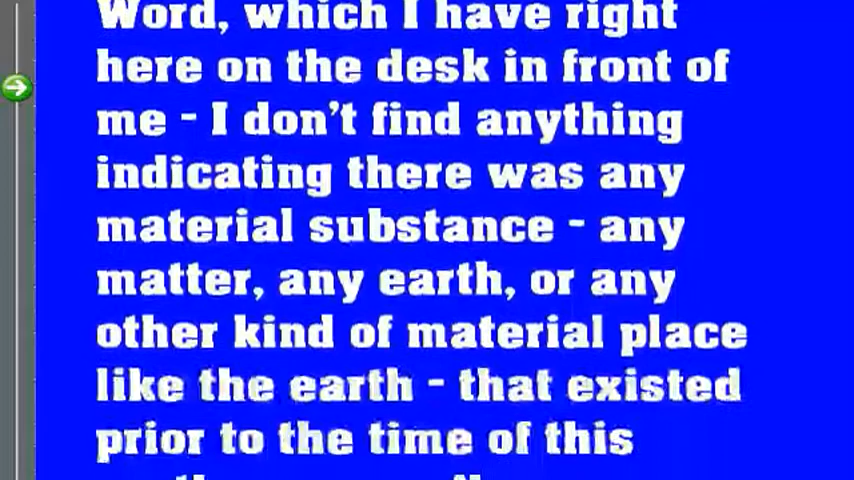 Word, which I have right
here on the desk in front of
me - I don't find anything
indicating there was any
material substance - any
matter, any earth, or any
other kind of material place
like the earth - that existed
prior to the time of this